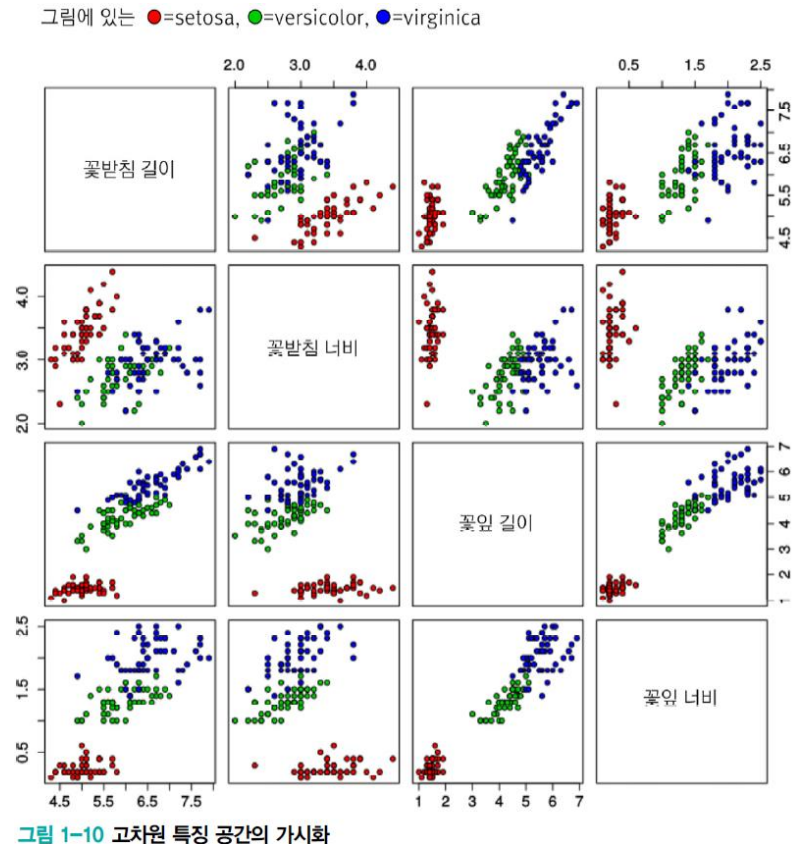 그림에 있는 ●=setosa, ●=versicolor, ●=virginica
2.0 3.0 4.0
0.5 1.5 2.5
꽃받침 길이
4.5 5.5 6.5 7.5
2.0 3.0 4.0
꽃받침 너비
꽃잎 길이
1 2 3 4 5 6 7
0.5 1.5 2.5
꽃잎 너비
4.5 5.5 6.5 7.5
1 2 3 4 5 6 7
그림 1-10 고차원 특징 공간의 가시화